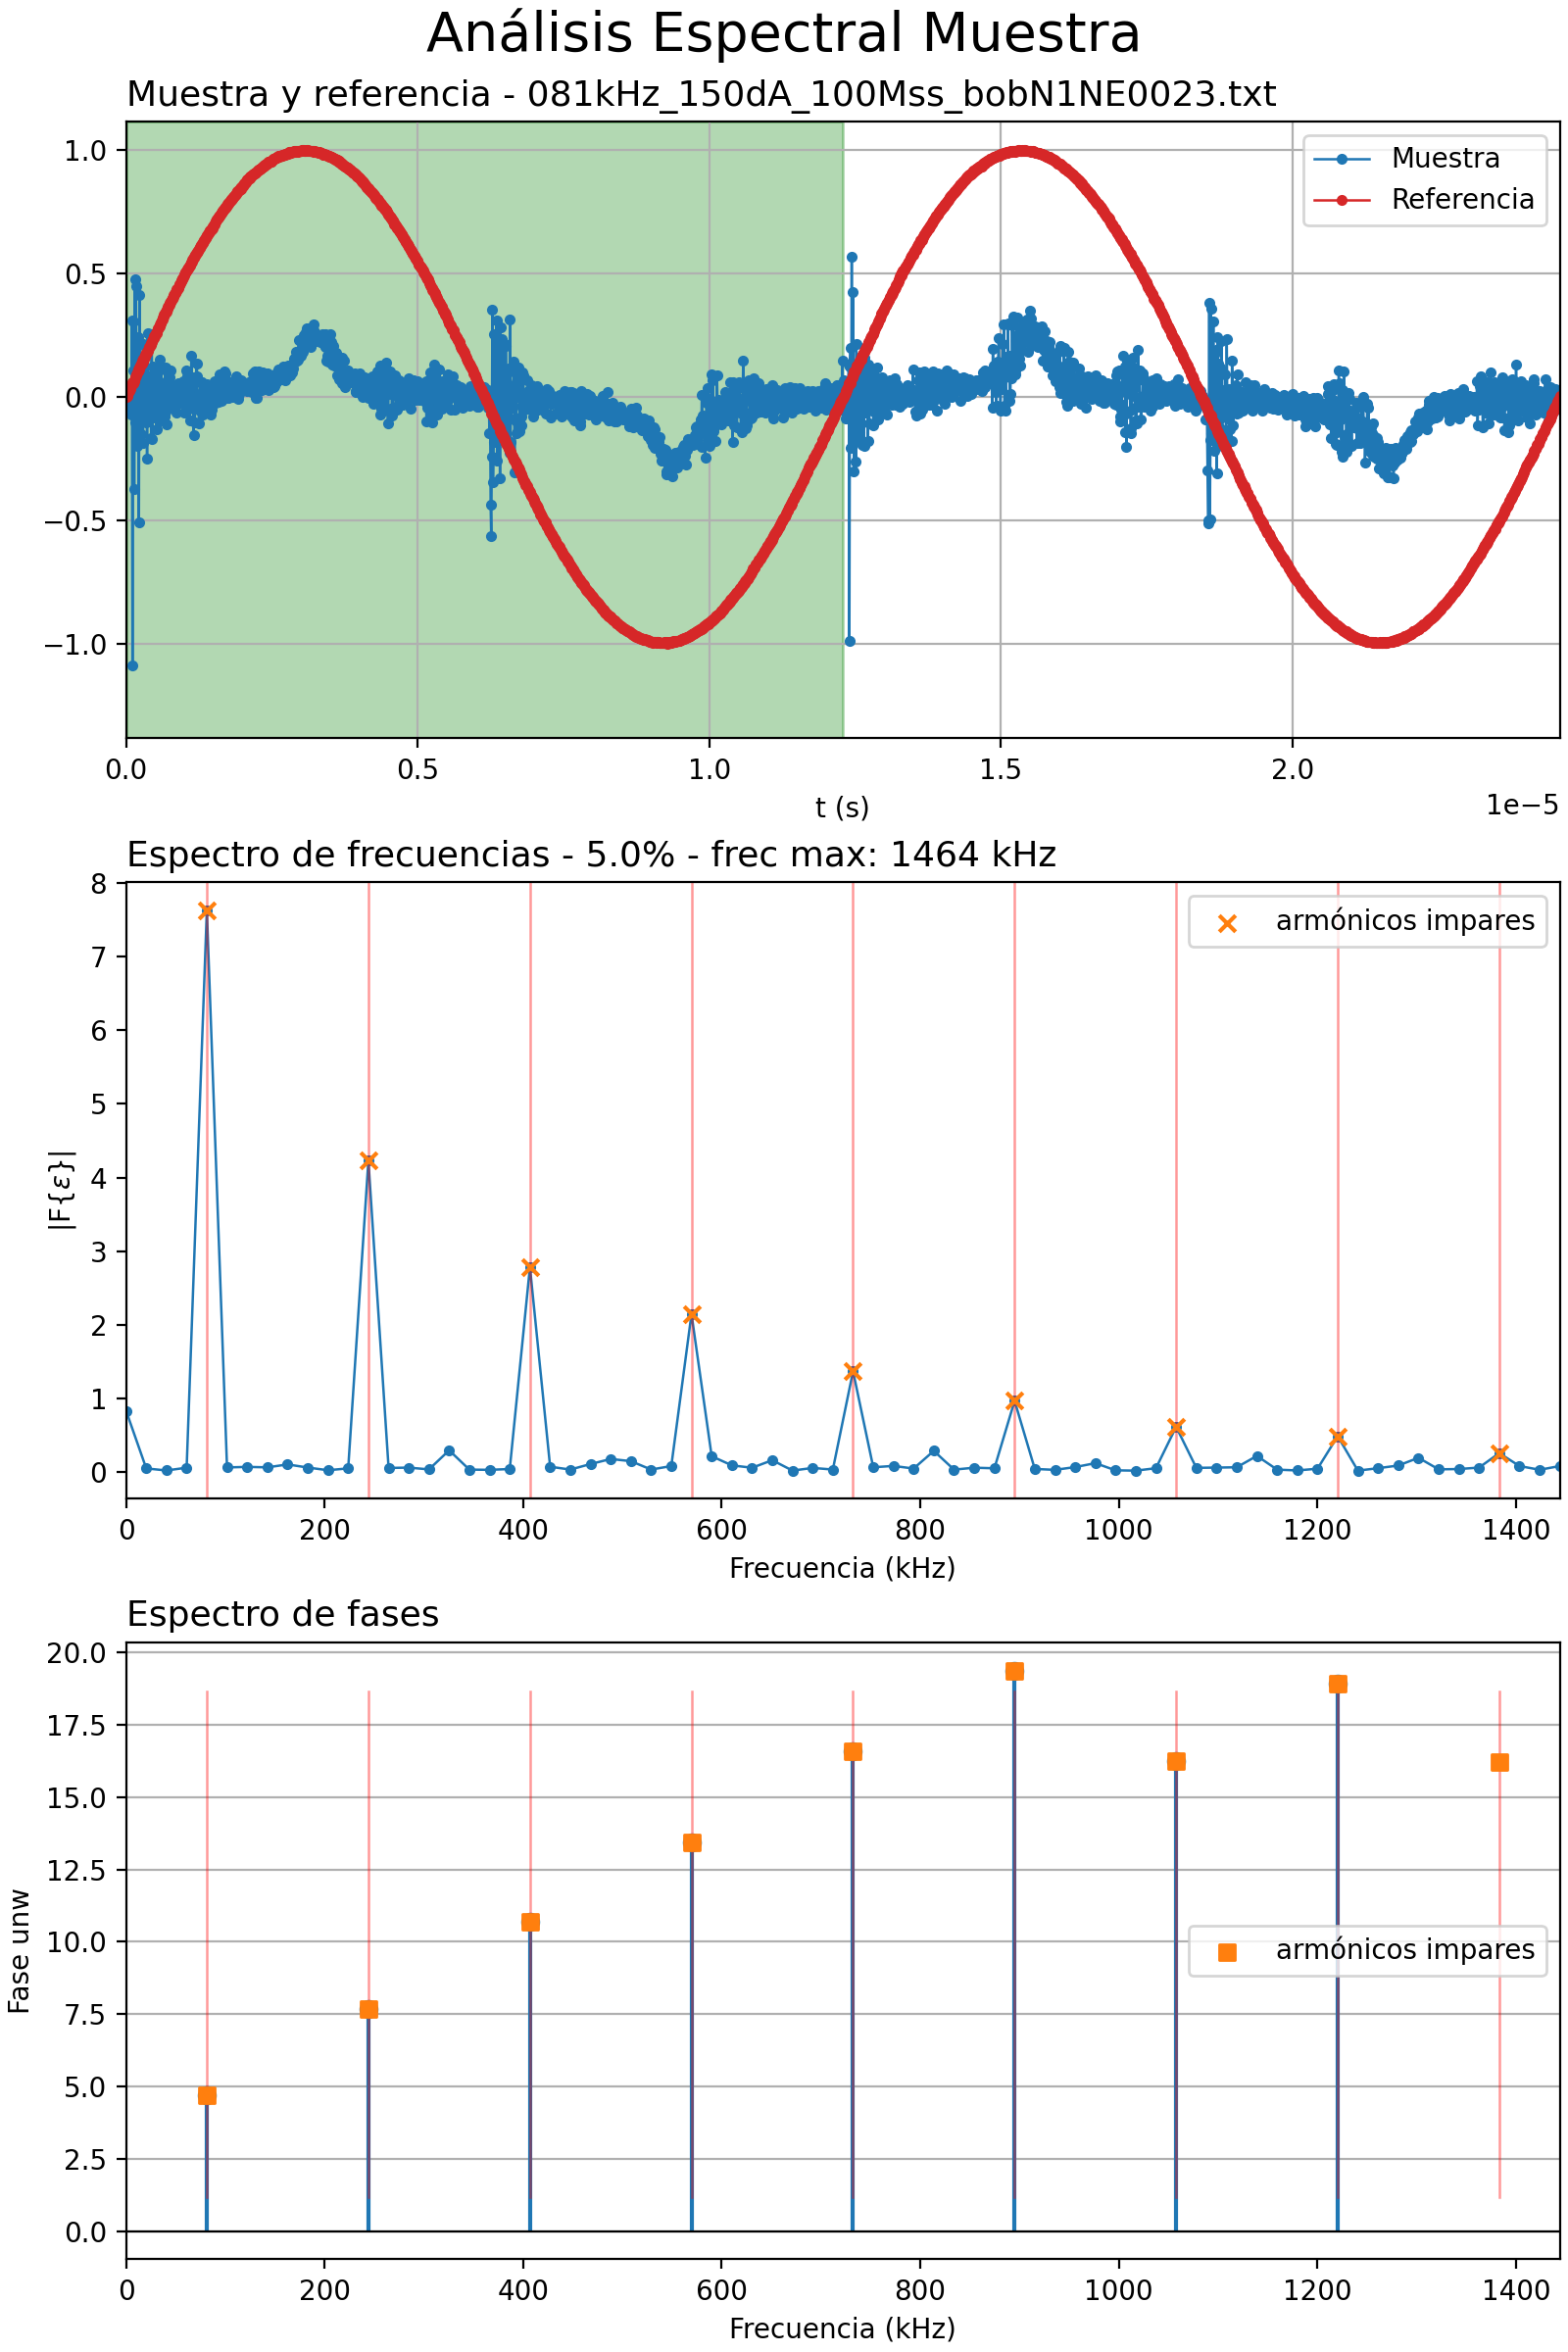 Análisis Espectral Muestra
Muestra y referencia - 081kHz_150dA_100Mss_bobN1NE0023.txt
Muestra
Referencia
1.0
0.5
0.0
−0.5
−1.0
0.0 0.5 1.0 1.5 2.0
1e−5
t (s)
Espectro de frecuencias - 5.0% - frec max: 1464 kHz
armónicos impares
8
7
6
5
4
3
2
1
0
|F{ε}|
0 200 400 600 800 1000 1200 1400
Frecuencia (kHz)
Espectro de fases
20.0
17.5
15.0
12.5
10.0
7.5
5.0
2.5
0.0
Fase unw
armónicos impares
0 200 400 600 800 1000 1200 1400
Frecuencia (kHz)